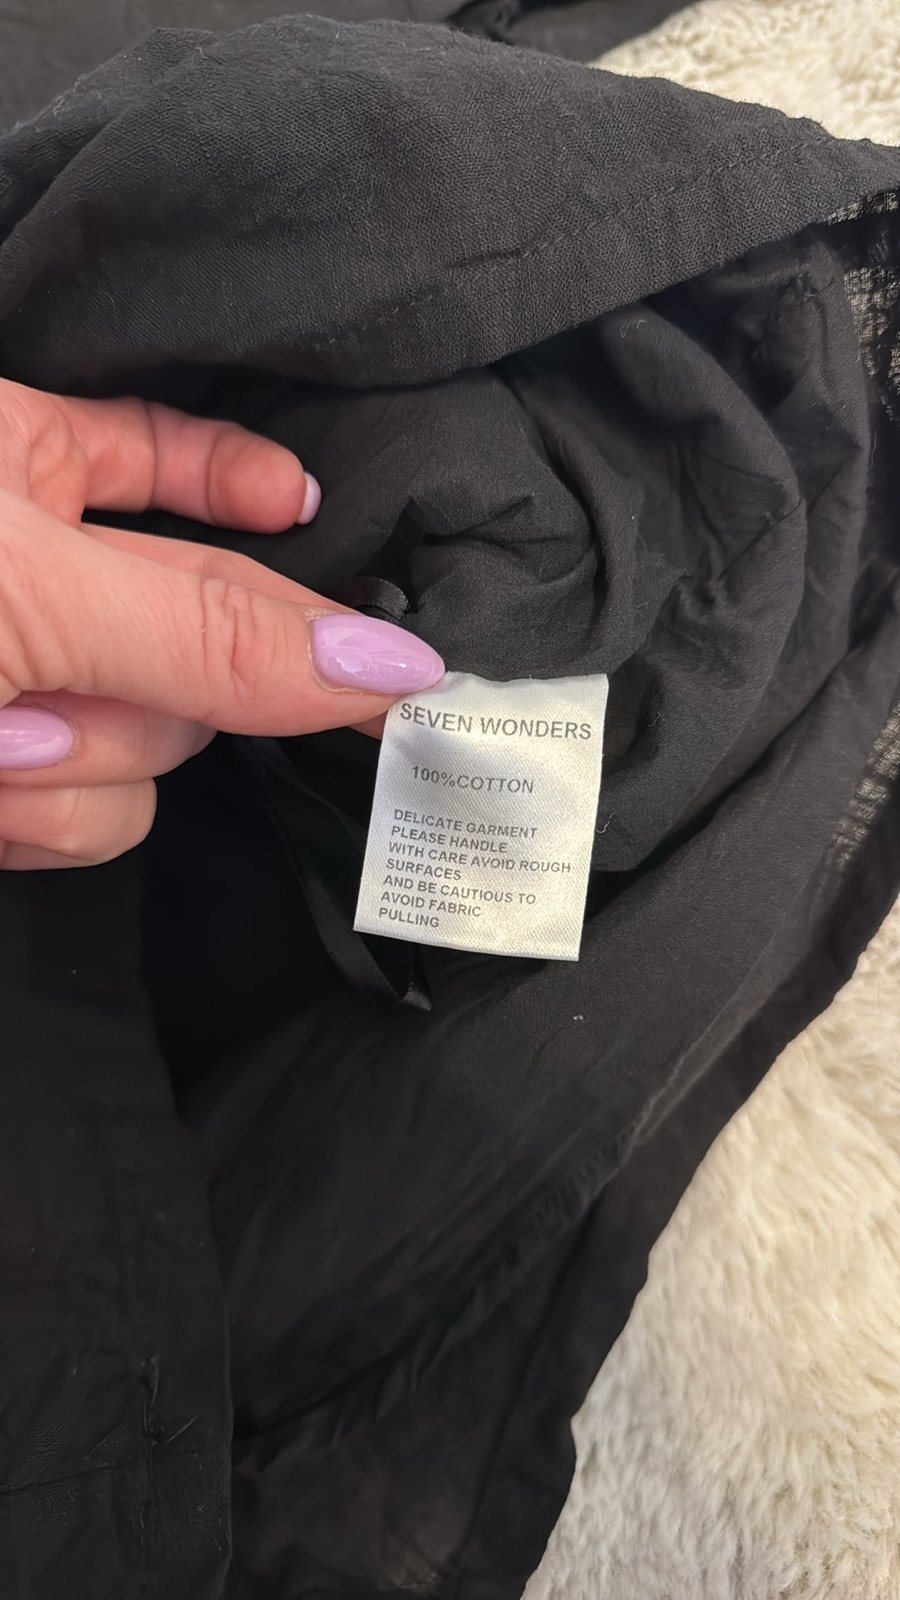 SEVEN WONDERS
100%COTTON
DELICATE GARMENT
PLEASE HANDLE
WITH CARE AVOID ROUGH
SURFACES
AND BE CAUTIOUS TO
AVOID FABRIC
PULLING